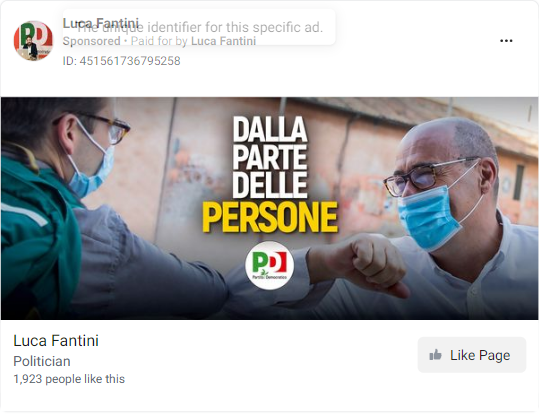 Luca Fantini
The unique identifier for this specific ad.
Sponsored • Paid for by Luca Fantini
ID: 451561736795258
DALLA
PARTE
DELLE
PERSONE
PD
Partito Democratico
Luca Fantini
Politician
1,923 people like this
Like Page